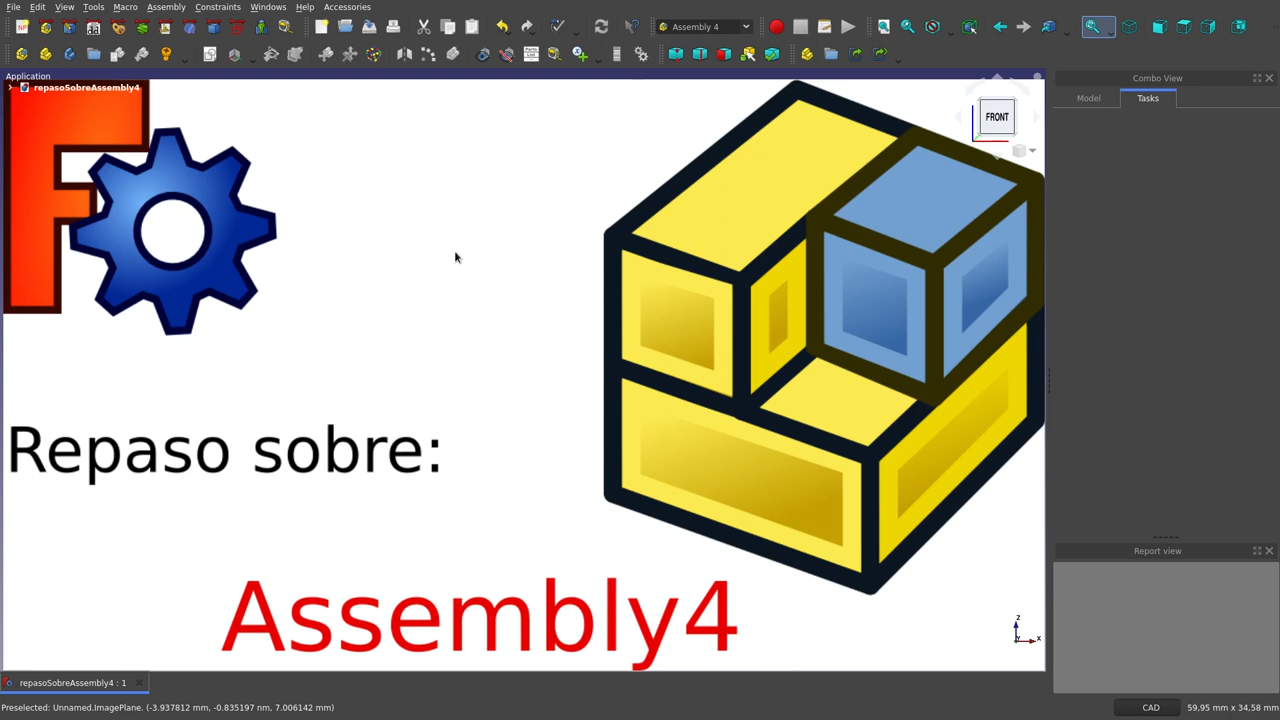 File Edit View Tools Macro Assembly Constraints Windows Help Accessories
Assembly 4
Application
repasoSobreAssembly4
FRONT
Combo View
Model Tasks
Repaso sobre:
Assembly4
Report view
z
x
repasoSobreAssembly4 : 1
Preselected: Unnamed.ImagePlane. (-3.937812 mm, -0.835197 nm, 7.006142 mm)
CAD
59,95 mm x 34,58 mm